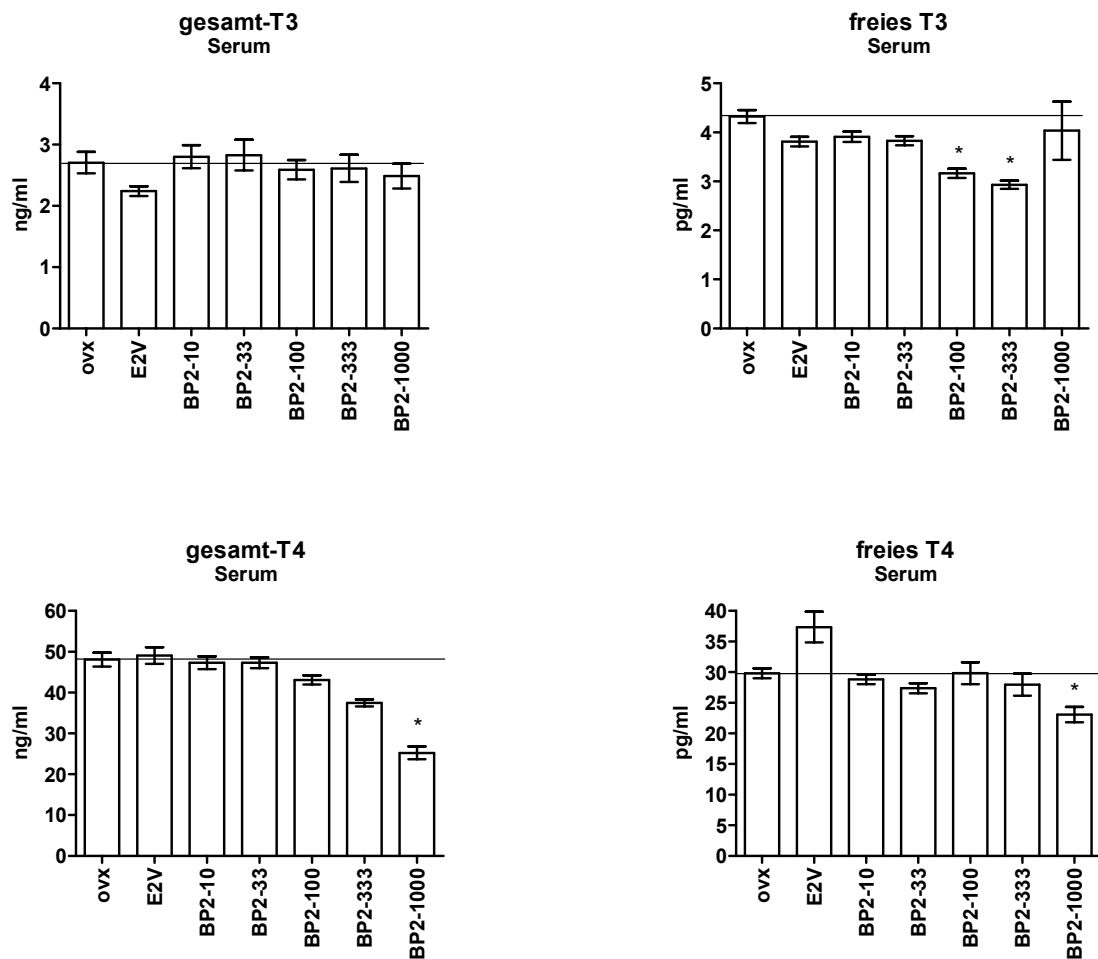 gesamt-T3
Serum
4
3
2
1
0
ng/ml
ovx
E2V
BP2-10
BP2-33
BP2-100
BP2-333
BP2-1000
freies T3
Serum
5
4
3
2
1
0
pg/ml
* *
ovx
E2V
BP2-10
BP2-33
BP2-100
BP2-333
BP2-1000
gesamt-T4
Serum
60
50
40
30
20
10
0
ng/ml
*
ovx
E2V
BP2-10
BP2-33
BP2-100
BP2-333
BP2-1000
freies T4
Serum
40
35
30
25
20
15
10
5
0
pg/ml
*
ovx
E2V
BP2-10
BP2-33
BP2-100
BP2-333
BP2-1000